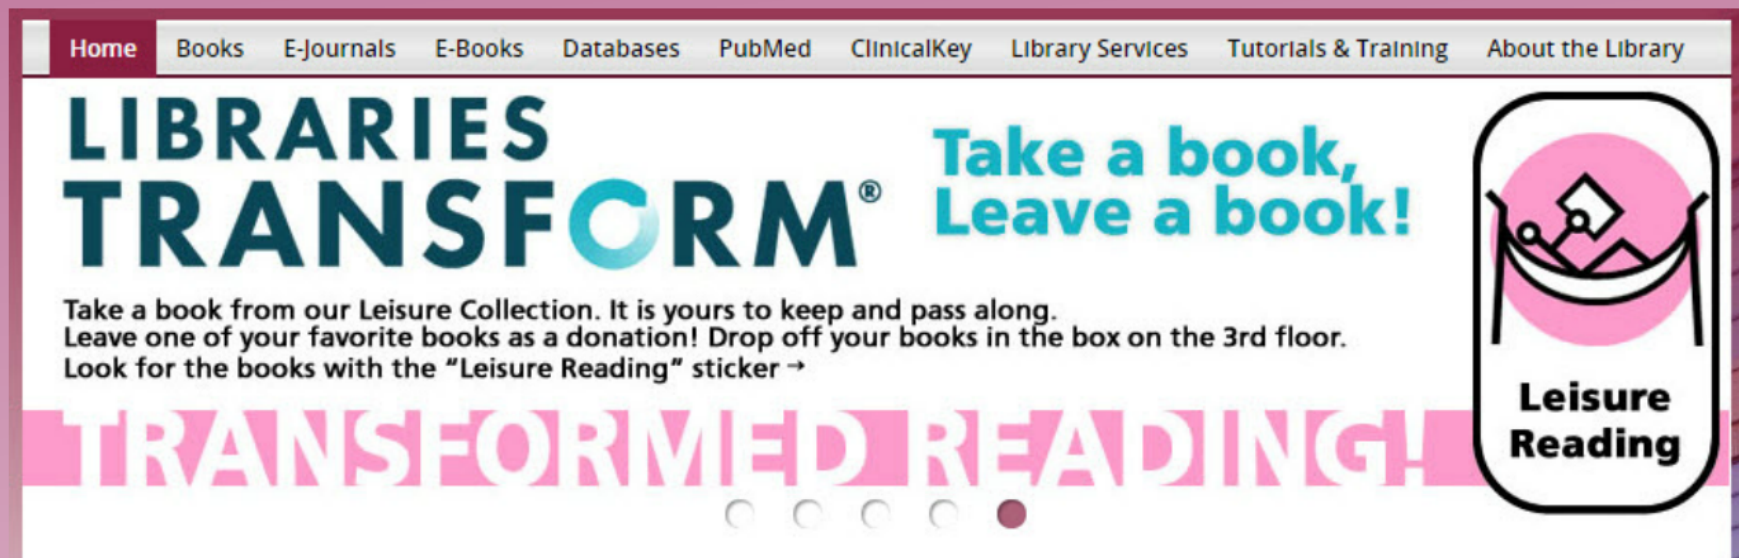 Home Books E-Journals E-Books Databases PubMed ClinicalKey Library Services Tutorials & Training About the Library
LIBRARIES
TRANSFORM®
Take a book,
Leave a book!
Take a book from our Leisure Collection. It is yours to keep and pass along.
Leave one of your favorite books as a donation! Drop off your books in the box on the 3rd floor.
Look for the books with the “Leisure Reading” sticker →
TRANSFORMED READING!
Leisure
Reading